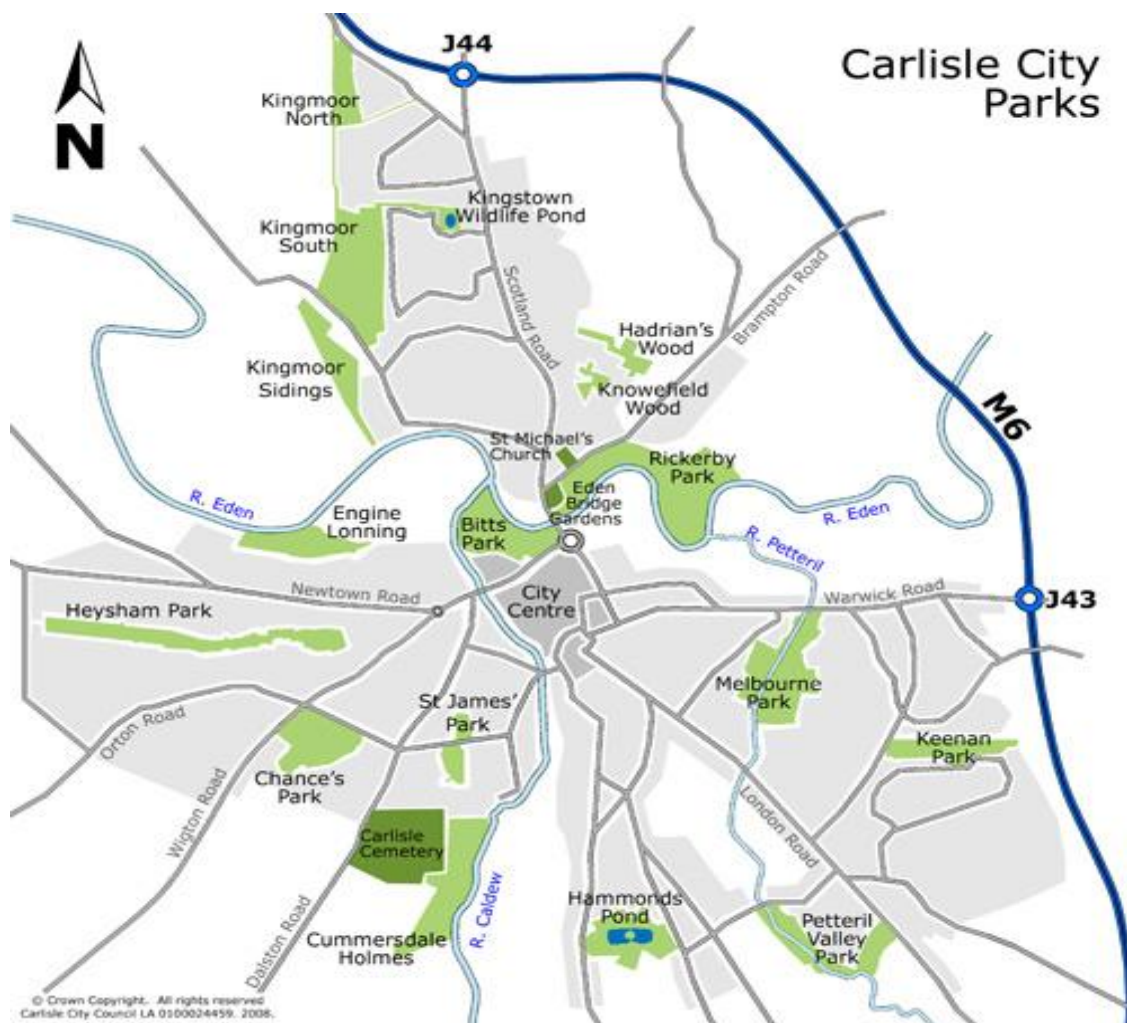 J44
Carlisle City
Parks
N
Kingmoor
North
Kingstown
Wildlife Pond
Kingmoor
South
Scotland Road
Brampton Road
Hadrian's
Wood
Kingmoor
Sidings
Knowefield
Wood
M6
St Michael's
Church
Rickerby
Park
R. Eden
Engine
Lonning
Bitts
Park
Eden
Bridge
Gardens
R. Eden
R. Petteril
Newtown Road
City
Centre
Warwick Road
J43
Heysham Park
Melbourne
Park
St James'
Park
Orton Road
Keenan
Park
Chance's
Park
Wigton Road
London Road
Carlisle
Cemetery
Hammonds
Pond
R. Caldew
Petteril
Valley
Park
Dalston Road
Cummersdale
Holmes
© Crown Copyright. All rights reserved
Carlisle City Council LA 0100024459. 2008.